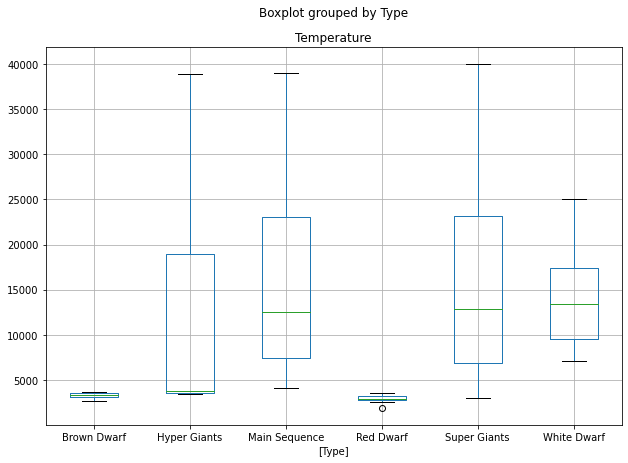 Boxplot grouped by Type
Temperature
40000
35000
30000
25000
20000
15000
10000
5000
Brown Dwarf Hyper Giants Main Sequence Red Dwarf Super Giants White Dwarf
[Type]